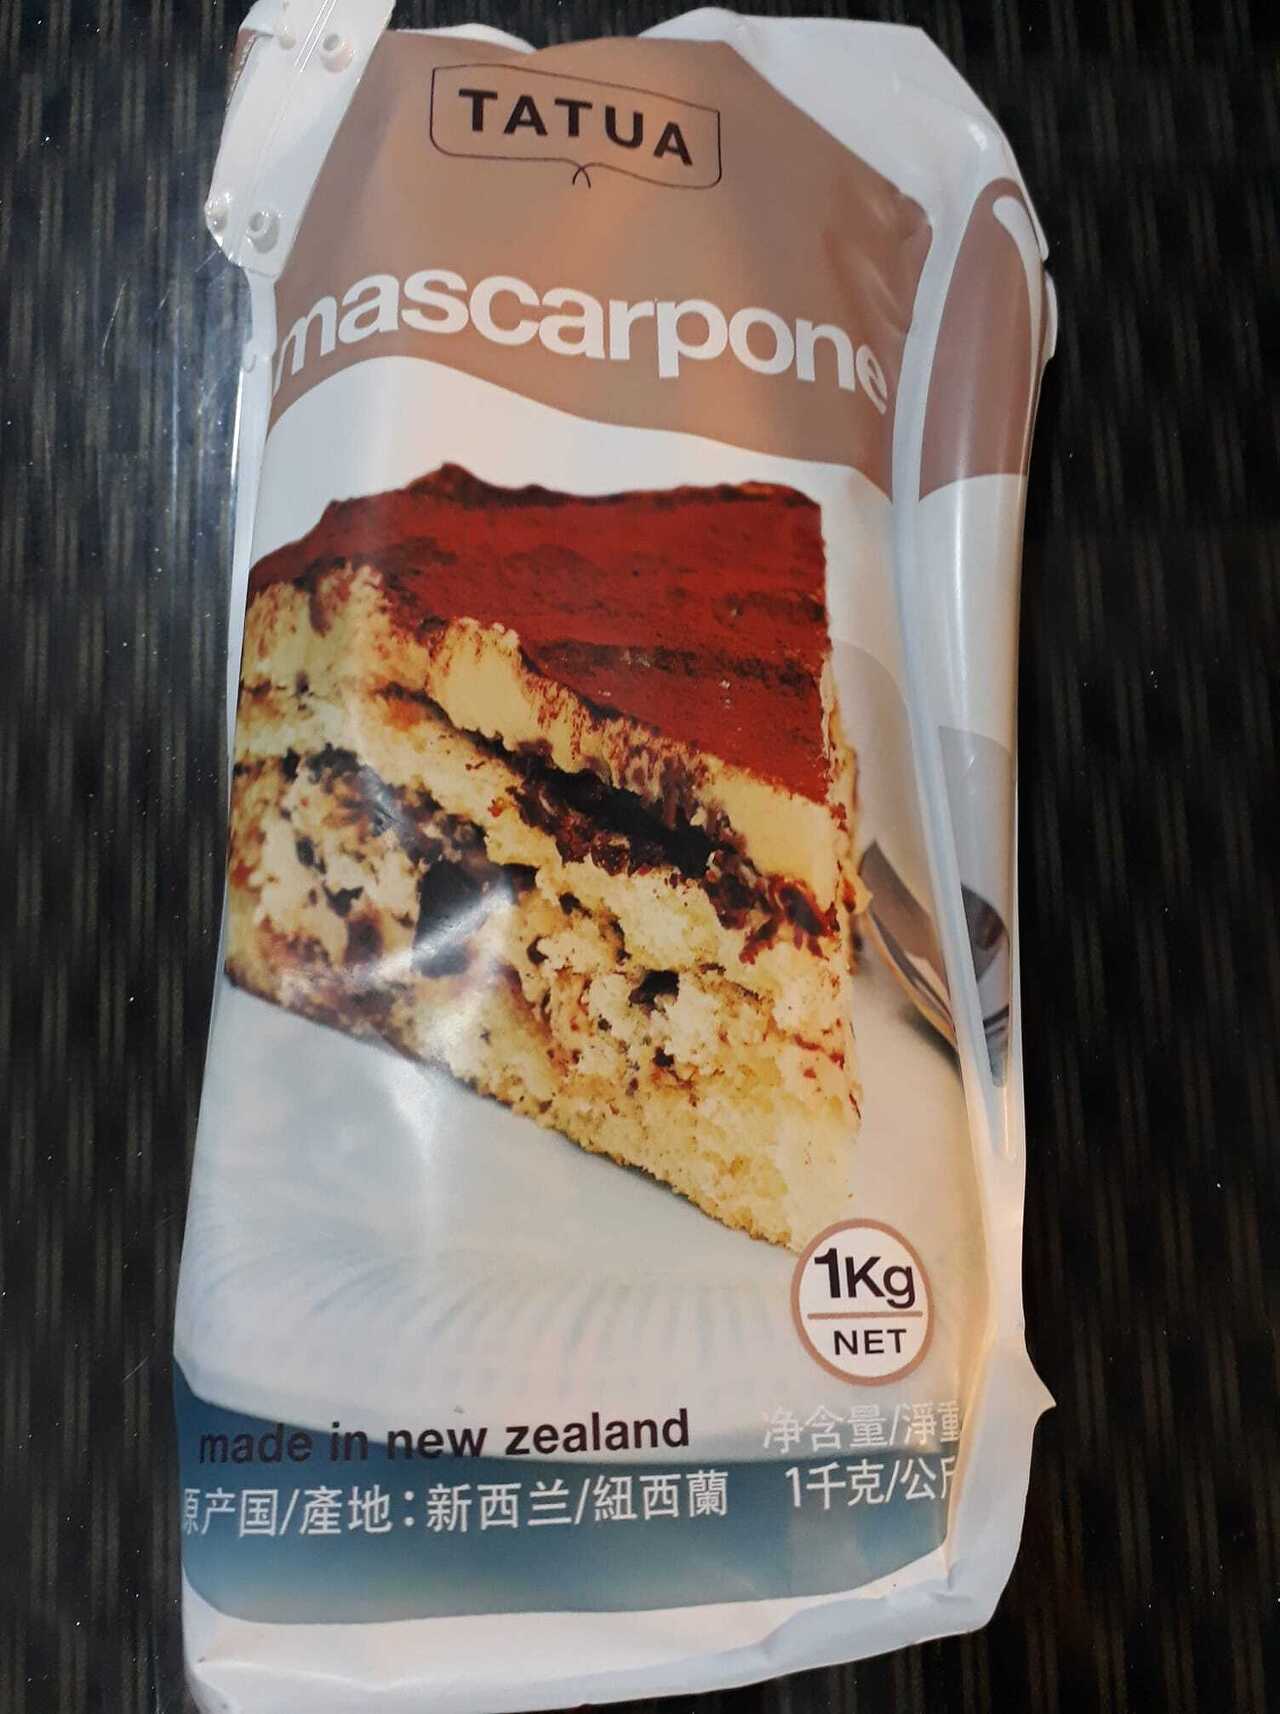 TATUA
mascarpone
1Kg
NET
made in new zealand
净含量/淨重
原产国/產地：新西兰/紐西蘭
1千克/公斤